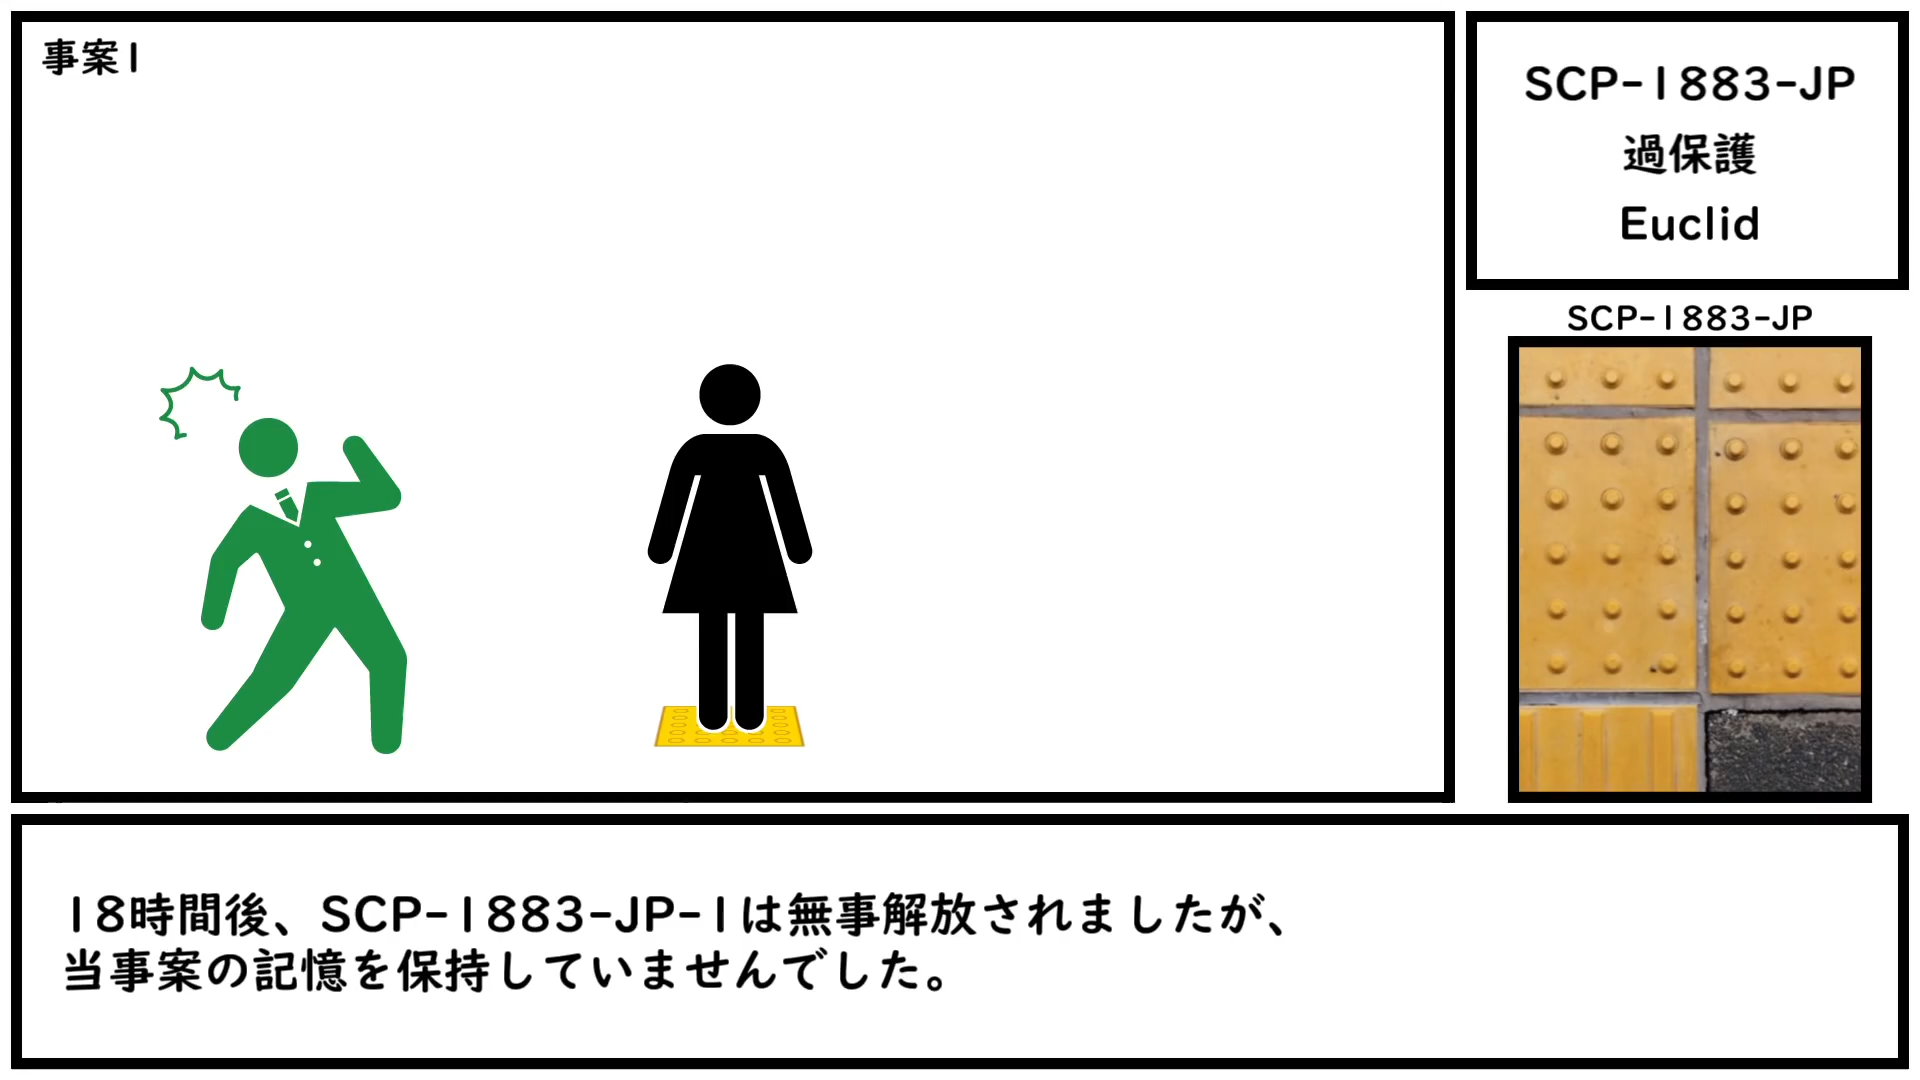 事案1
SCP-1883-JP
過保護
Euclid
SCP-1883-JP
18時間後、SCP-1883-JP-1は無事解放されましたが、
当事案の記憶を保持していませんでした。